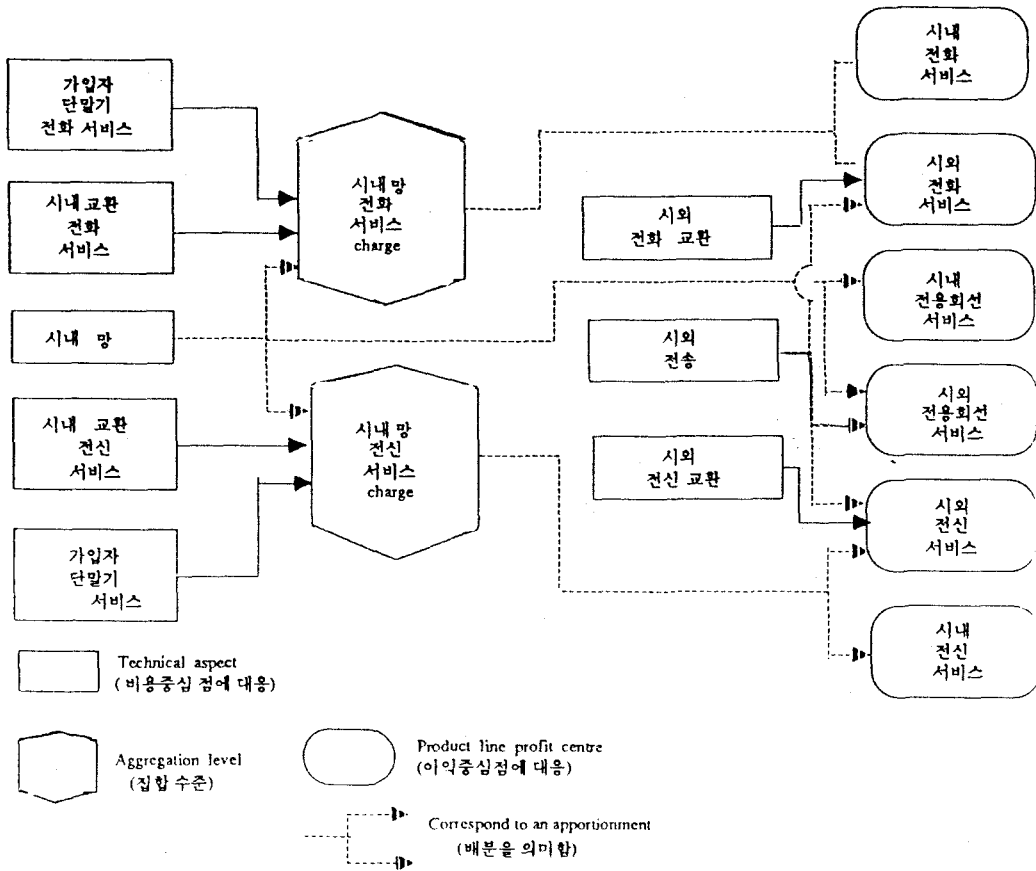 가입자
단말기
전화 서비스
시내교환
전화
서비스
시내 망
시내 교환
전신
서비스
가입자
단말기
서비스
시내망
전화
서비스
charge
시내망
전신
서비스
charge
시외
전화 교환
시외
전송
시외
전신 교환
시내
전화
서비스
시외
전화
서비스
시내
전용회선
서비스
시외
전용회선
서비스
시외
전신
서비스
시내
전신
서비스
Technical aspect
(비용중심 점에 대응)
Aggregation level
(집합 수준)
Product line profit centre
(이익중심점에 대응)
Correspond to an apportionment
(배분을 의미함)